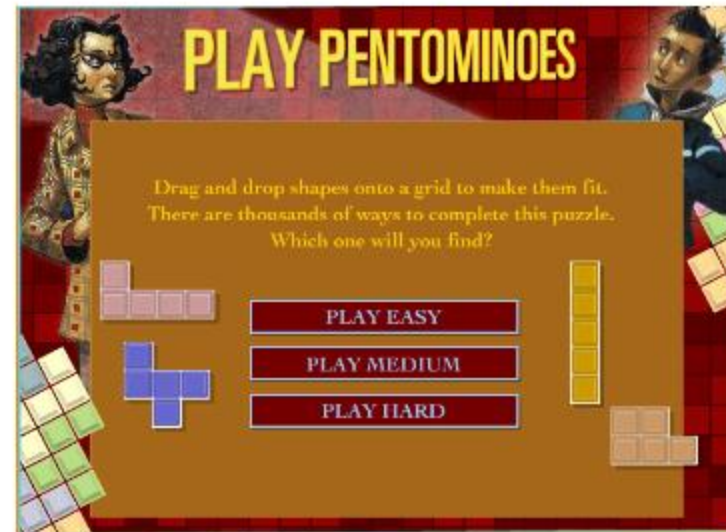 PLAY PENTOMINOES
Drag and drop shapes onto a grid to make them fit.
There are thousands of ways to complete this puzzle.
Which one will you find?
PLAY EASY
PLAY MEDIUM
PLAY HARD